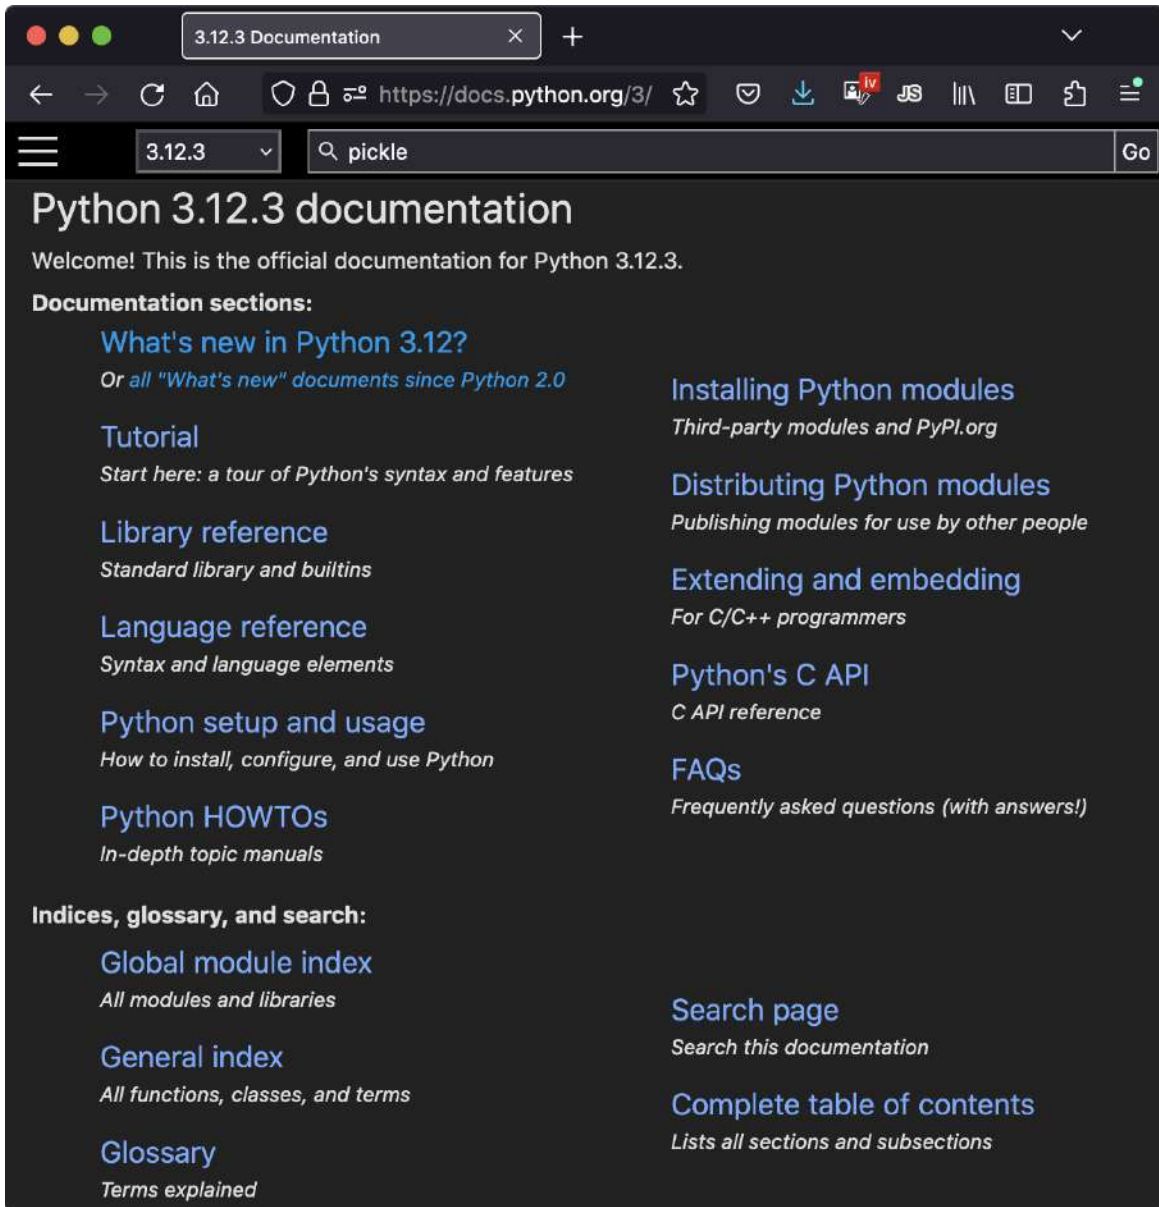 3.12.3 Documentation
https://docs.python.org/3/
iv
JS
3.12.3
pickle
Go
Python 3.12.3 documentation
Welcome! This is the official documentation for Python 3.12.3.
Documentation sections:
What's new in Python 3.12?
Or all "What's new" documents since Python 2.0
Tutorial
Start here: a tour of Python's syntax and features
Library reference
Standard library and builtins
Language reference
Syntax and language elements
Python setup and usage
How to install, configure, and use Python
Python HOWTOs
In-depth topic manuals
Installing Python modules
Third-party modules and PyPI.org
Distributing Python modules
Publishing modules for use by other people
Extending and embedding
For C/C++ programmers
Python's C API
C API reference
FAQs
Frequently asked questions (with answers!)
Indices, glossary, and search:
Global module index
All modules and libraries
General index
All functions, classes, and terms
Glossary
Terms explained
Search page
Search this documentation
Complete table of contents
Lists all sections and subsections